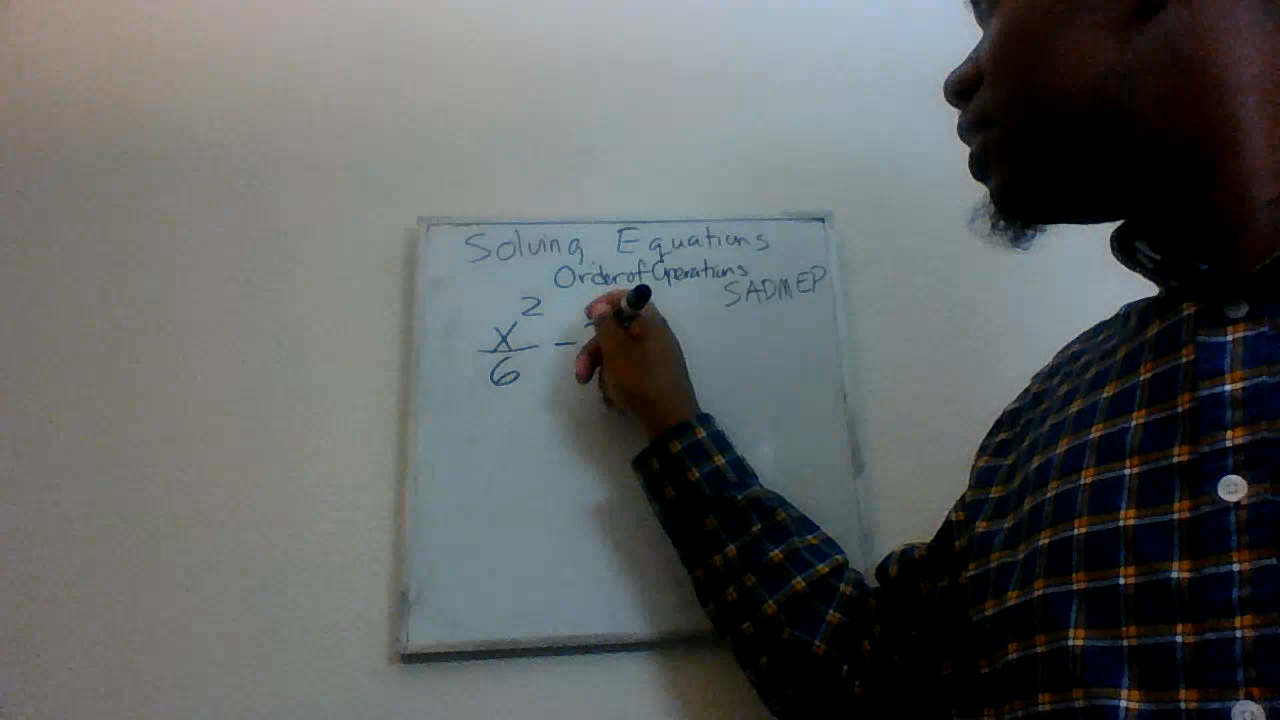 Solving Equations
Order of Operations
SADMEP
x² -
6